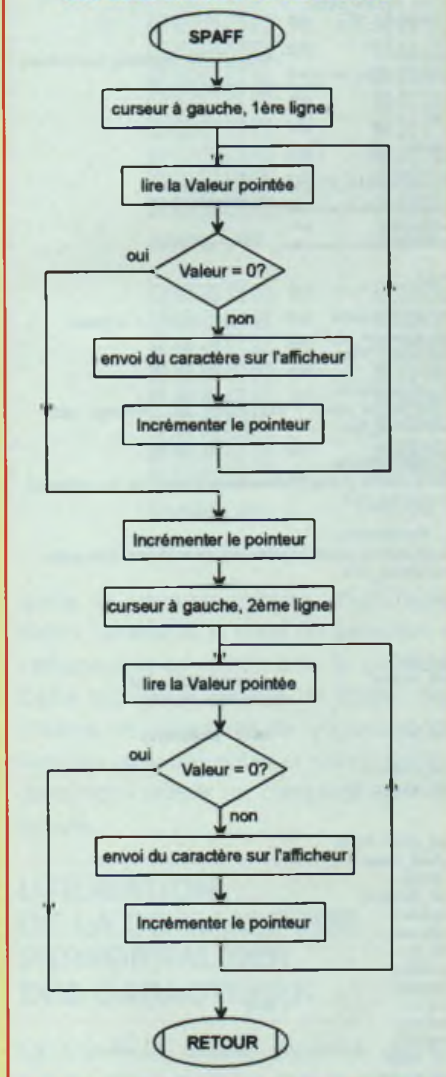 SPAFF
curseur à gauche, 1ère ligne
lire la Valeur pointée
oui
Valeur = 0?
non
envoi du caractère sur l'afficheur
Incrémenter le pointeur
Incrémenter le pointeur
curseur à gauche, 2ème ligne
lire la Valeur pointée
oui
Valeur = 0?
non
envoi du caractère sur l'afficheur
Incrémenter le pointeur
RETOUR